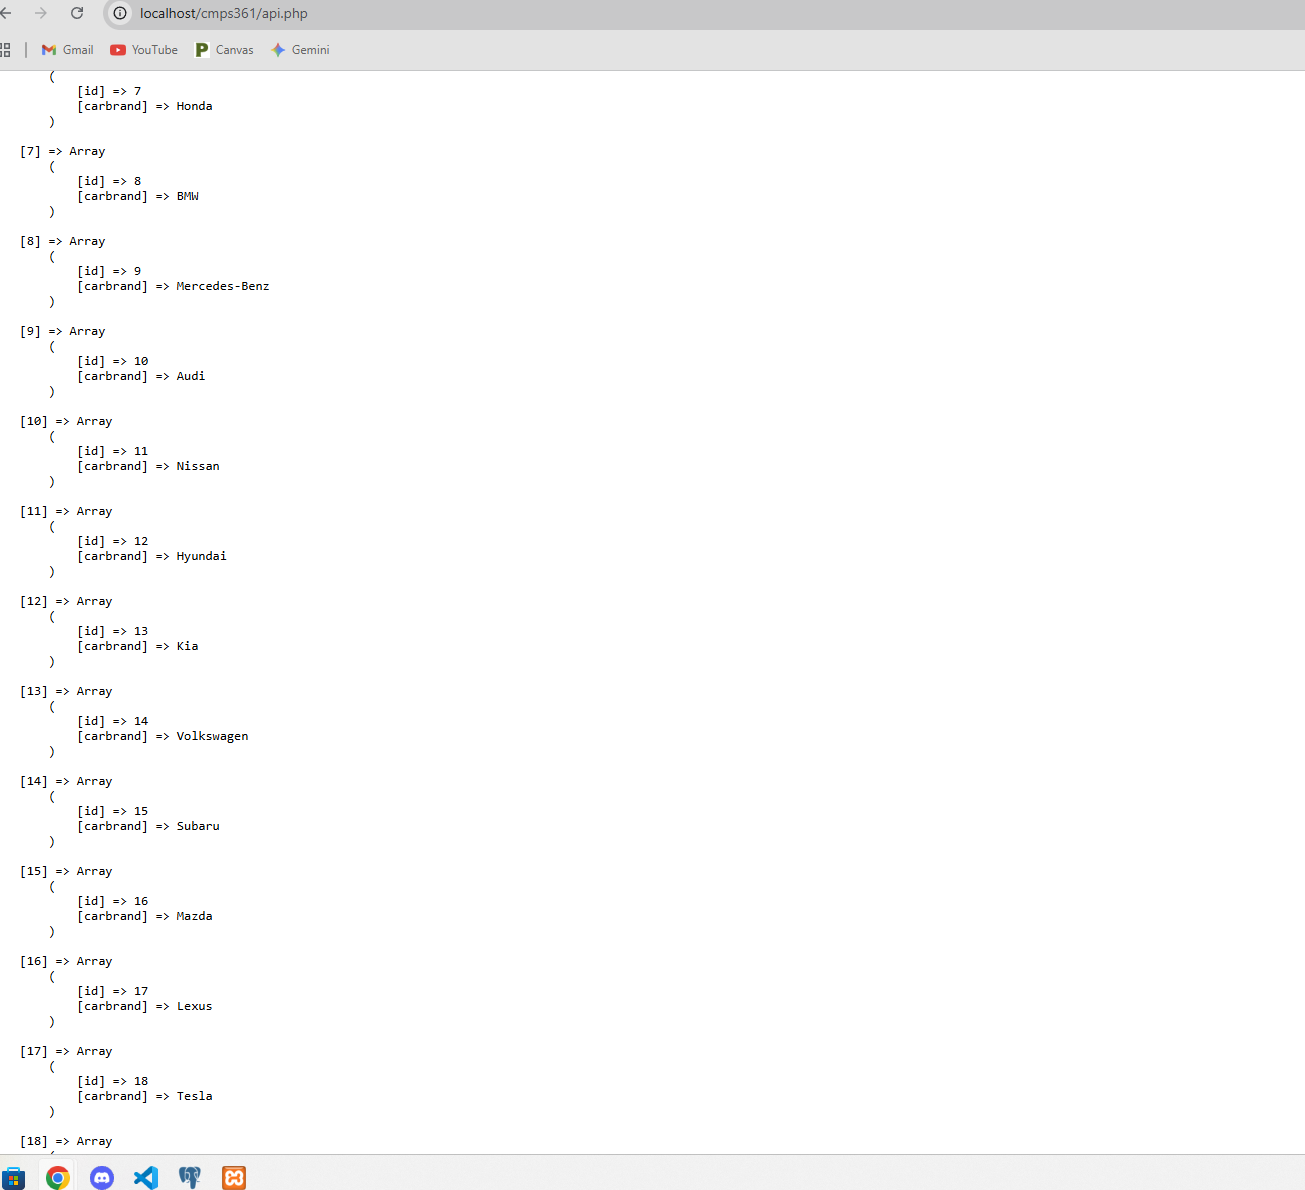 localhost/cmps361/api.php
Gmail
YouTube
Canvas
Gemini
(
[id] => 7
[carbrand] => Honda
)
[7] => Array
(
[id] => 8
[carbrand] => BMW
)
[8] => Array
(
[id] => 9
[carbrand] => Mercedes-Benz
)
[9] => Array
(
[id] => 10
[carbrand] => Audi
)
[10] => Array
(
[id] => 11
[carbrand] => Nissan
)
[11] => Array
(
[id] => 12
[carbrand] => Hyundai
)
[12] => Array
(
[id] => 13
[carbrand] => Kia
)
[13] => Array
(
[id] => 14
[carbrand] => Volkswagen
)
[14] => Array
(
[id] => 15
[carbrand] => Subaru
)
[15] => Array
(
[id] => 16
[carbrand] => Mazda
)
[16] => Array
(
[id] => 17
[carbrand] => Lexus
)
[17] => Array
(
[id] => 18
[carbrand] => Tesla
)
[18] => Array